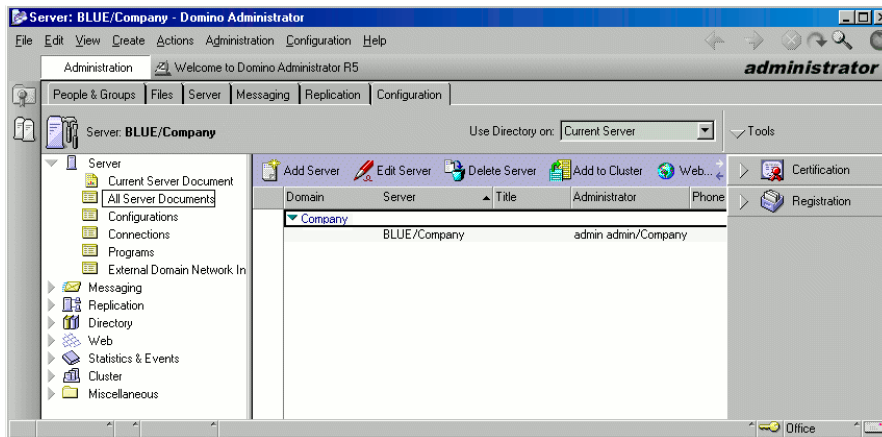 Server: BLUE/Company - Domino Administrator
File Edit View Create Actions Administration Configuration Help
Administration Welcome to Domino Administrator R5 administrator
People & Groups Files Server Messaging Replication Configuration
Server: BLUE/Company Use Directory on: Current Server Tools
Server Add Server Edit Server Delete Server Add to Cluster Web... Certification
Current Server Document
All Server Documents Domain Server Title Administrator Phone Registration
Configurations Company
Connections BLUE/Company admin admin/Company
Programs
External Domain Network In
Messaging
Replication
Directory
Web
Statistics & Events
Cluster
Miscellaneous
Office